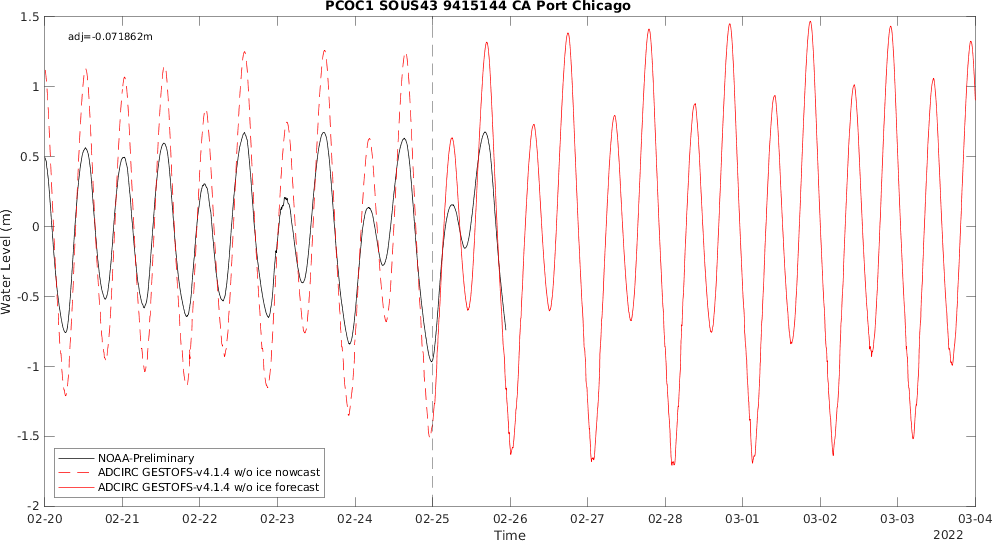 PCOC1 SOUS43 9415144 CA Port Chicago
adj=-0.071862m
1.5
1
0.5
0
-0.5
-1
-1.5
-2
Water Level (m)
NOAA-Preliminary
ADCIRC GESTOFS-v4.1.4 w/o ice nowcast
ADCIRC GESTOFS-v4.1.4 w/o ice forecast
02-20 02-21 02-22 02-23 02-24 02-25 02-26 02-27 02-28 03-01 03-02 03-03 03-04
Time
2022